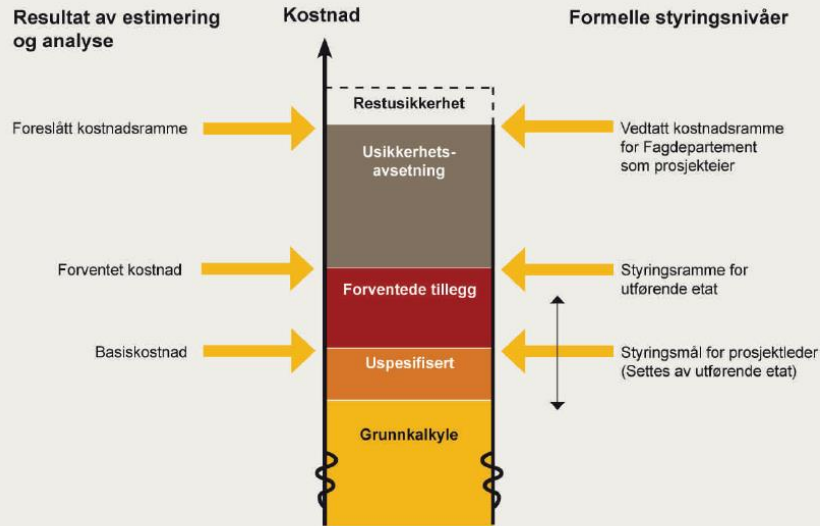 Resultat av estimering
og analyse
Kostnad
Formelle styringsnivåer
Restusikkerhet
Foreslått kostnadsramme
Vedtatt kostnadsramme
for Fagdepartement
som prosjekteier
Usikkerhets-
avsetning
Forventet kostnad
Forventede tillegg
Styringsramme for
utførende etat
Basiskostnad
Uspesifisert
Styringsmål for prosjektleder
(Settes av utførende etat)
Grunnkalkyle